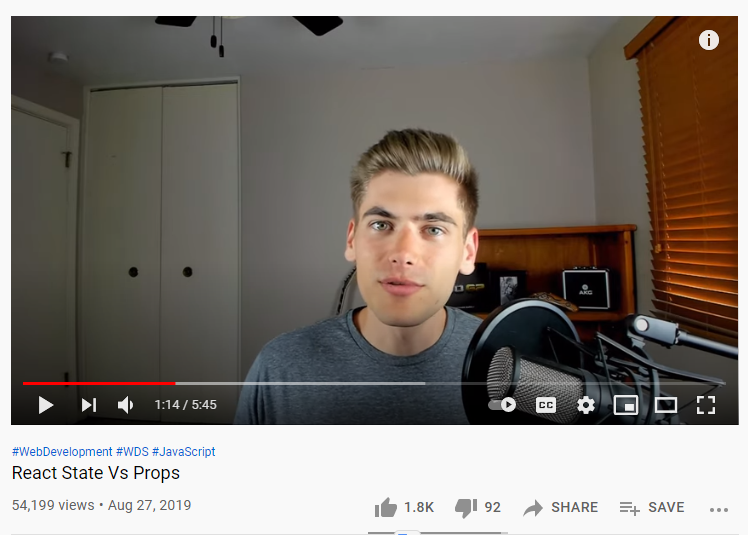 AKG
1:14 / 5:45
CC
#WebDevelopment #WDS #JavaScript
React State Vs Props
54,199 views • Aug 27, 2019
1.8K 92 SHARE SAVE